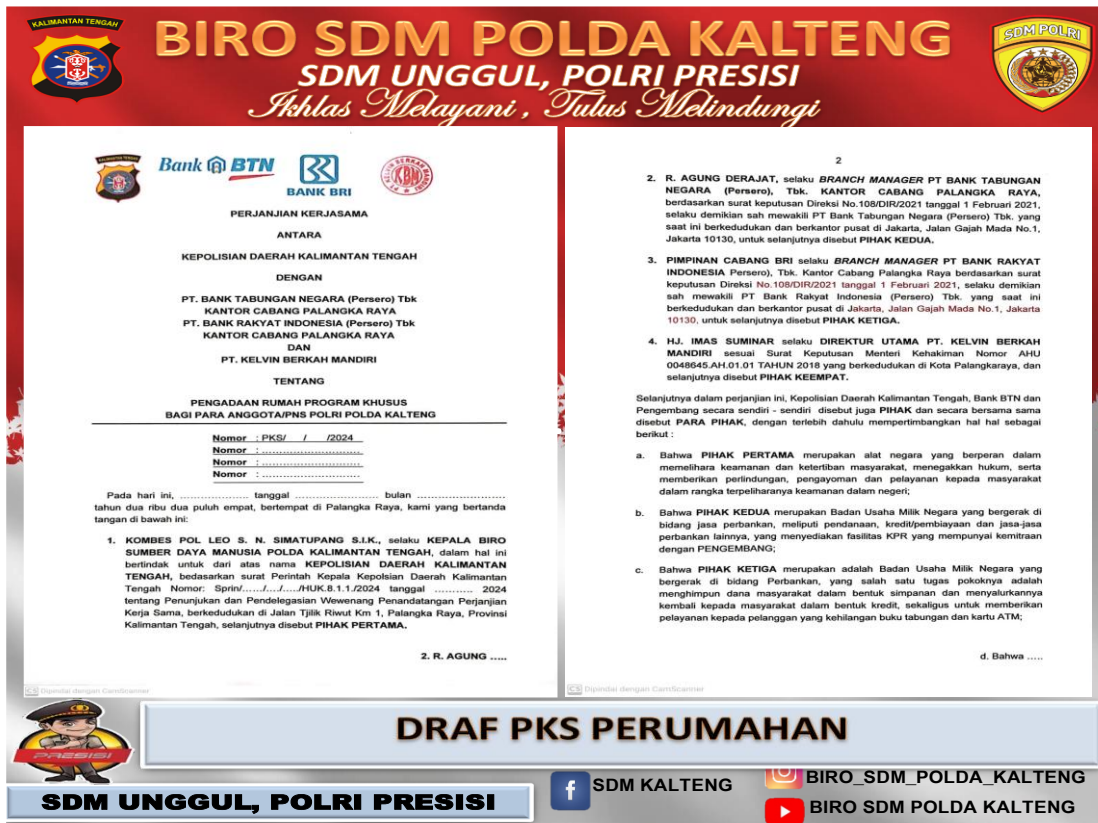 KALIMANTAN TENGAH
BIRO SDM POLDA KALTENG
SDM UNGGUL, POLRI PRESISI
Ikhlas Melayani , Tulus Melindungi
SDM POLRI
Bank BTN
BANK BRI
KBM
PERJANJIAN KERJASAMA
ANTARA
KEPOLISIAN DAERAH KALIMANTAN TENGAH
DENGAN
PT. BANK TABUNGAN NEGARA (Persero) Tbk
KANTOR CABANG PALANGKA RAYA
PT. BANK RAKYAT INDONESIA (Persero) Tbk
KANTOR CABANG PALANGKA RAYA
DAN
PT. KELVIN BERKAH MANDIRI
TENTANG
PENGADAAN RUMAH PROGRAM KHUSUS
BAGI PARA ANGGOTA/PNS POLRI POLDA KALTENG
Nomor : PKS/ / /2024
Nomor : ...........................
Nomor : ...........................
Nomor : ...........................
Pada hari ini, .................... tanggal ........................ bulan .........................
tahun dua ribu dua puluh empat, bertempat di Palangka Raya, kami yang bertanda
tangan di bawah ini:
1. KOMBES POL LEO S. N. SIMATUPANG S.I.K., selaku KEPALA BIRO
SUMBER DAYA MANUSIA POLDA KALIMANTAN TENGAH, dalam hal ini
bertindak untuk dari atas nama KEPOLISIAN DAERAH KALIMANTAN
TENGAH, bedasarkan surat Perintah Kepala Kepolsian Daerah Kalimantan
Tengah Nomor: Sprin/....../..../...../HUK.8.1.1./2024 tanggal ........... 2024
tentang Penunjukan dan Pendelegasian Wewenang Penandatangan Perjanjian
Kerja Sama, berkedudukan di Jalan Tjilik Riwut Km 1, Palangka Raya, Provinsi
Kalimantan Tengah, selanjutnya disebut PIHAK PERTAMA.
2. R. AGUNG .....
CS Dipindai dengan CamScanner
2
2. R. AGUNG DERAJAT, selaku BRANCH MANAGER PT BANK TABUNGAN
NEGARA (Persero), Tbk. KANTOR CABANG PALANGKA RAYA,
berdasarkan surat keputusan Direksi No.108/DIR/2021 tanggal 1 Februari 2021,
selaku demikian sah mewakili PT Bank Tabungan Negara (Persero) Tbk. yang
saat ini berkedudukan dan berkantor pusat di Jakarta, Jalan Gajah Mada No.1,
Jakarta 10130, untuk selanjutnya disebut PIHAK KEDUA.
3. PIMPINAN CABANG BRI selaku BRANCH MANAGER PT BANK RAKYAT
INDONESIA Persero), Tbk. Kantor Cabang Palangka Raya berdasarkan surat
keputusan Direksi No.108/DIR/2021 tanggal 1 Februari 2021, selaku demikian
sah mewakili PT Bank Rakyat Indonesia (Persero) Tbk. yang saat ini
berkedudukan dan berkantor pusat di Jakarta, Jalan Gajah Mada No.1, Jakarta
10130, untuk selanjutnya disebut PIHAK KETIGA.
4. HJ. IMAS SUMINAR selaku DIREKTUR UTAMA PT. KELVIN BERKAH
MANDIRI sesuai Surat Keputusan Menteri Kehakiman Nomor AHU
0048645.AH.01.01 TAHUN 2018 yang berkedudukan di Kota Palangkaraya, dan
selanjutnya disebut PIHAK KEEMPAT.
Selanjutnya dalam perjanjian ini, Kepolisian Daerah Kalimantan Tengah, Bank BTN dan
Pengembang secara sendiri - sendiri disebut juga PIHAK dan secara bersama sama
disebut PARA PIHAK, dengan terlebih dahulu mempertimbangkan hal hal sebagai
berikut :
a. Bahwa PIHAK PERTAMA merupakan alat negara yang berperan dalam
memelihara keamanan dan ketertiban masyarakat, menegakkan hukum, serta
memberikan perlindungan, pengayoman dan pelayanan kepada masyarakat
dalam rangka terpeliharanya keamanan dalam negeri;
b. Bahwa PIHAK KEDUA merupakan Badan Usaha Milik Negara yang bergerak di
bidang jasa perbankan, meliputi pendanaan, kredit/pembiayaan dan jasa-jasa
perbankan lainnya, yang menyediakan fasilitas KPR yang mempunyai kemitraan
dengan PENGEMBANG;
c. Bahwa PIHAK KETIGA merupakan adalah Badan Usaha Milik Negara yang
bergerak di bidang Perbankan, yang salah satu tugas pokoknya adalah
menghimpun dana masyarakat dalam bentuk simpanan dan menyalurkannya
kembali kepada masyarakat dalam bentuk kredit, sekaligus untuk memberikan
pelayanan kepada pelanggan yang kehilangan buku tabungan dan kartu ATM;
d. Bahwa .....
CS Dipindai dengan CamScanner
PRESISI
DRAF PKS PERUMAHAN
SDM UNGGUL, POLRI PRESISI
SDM KALTENG
BIRO_SDM_POLDA_KALTENG
BIRO SDM POLDA KALTENG